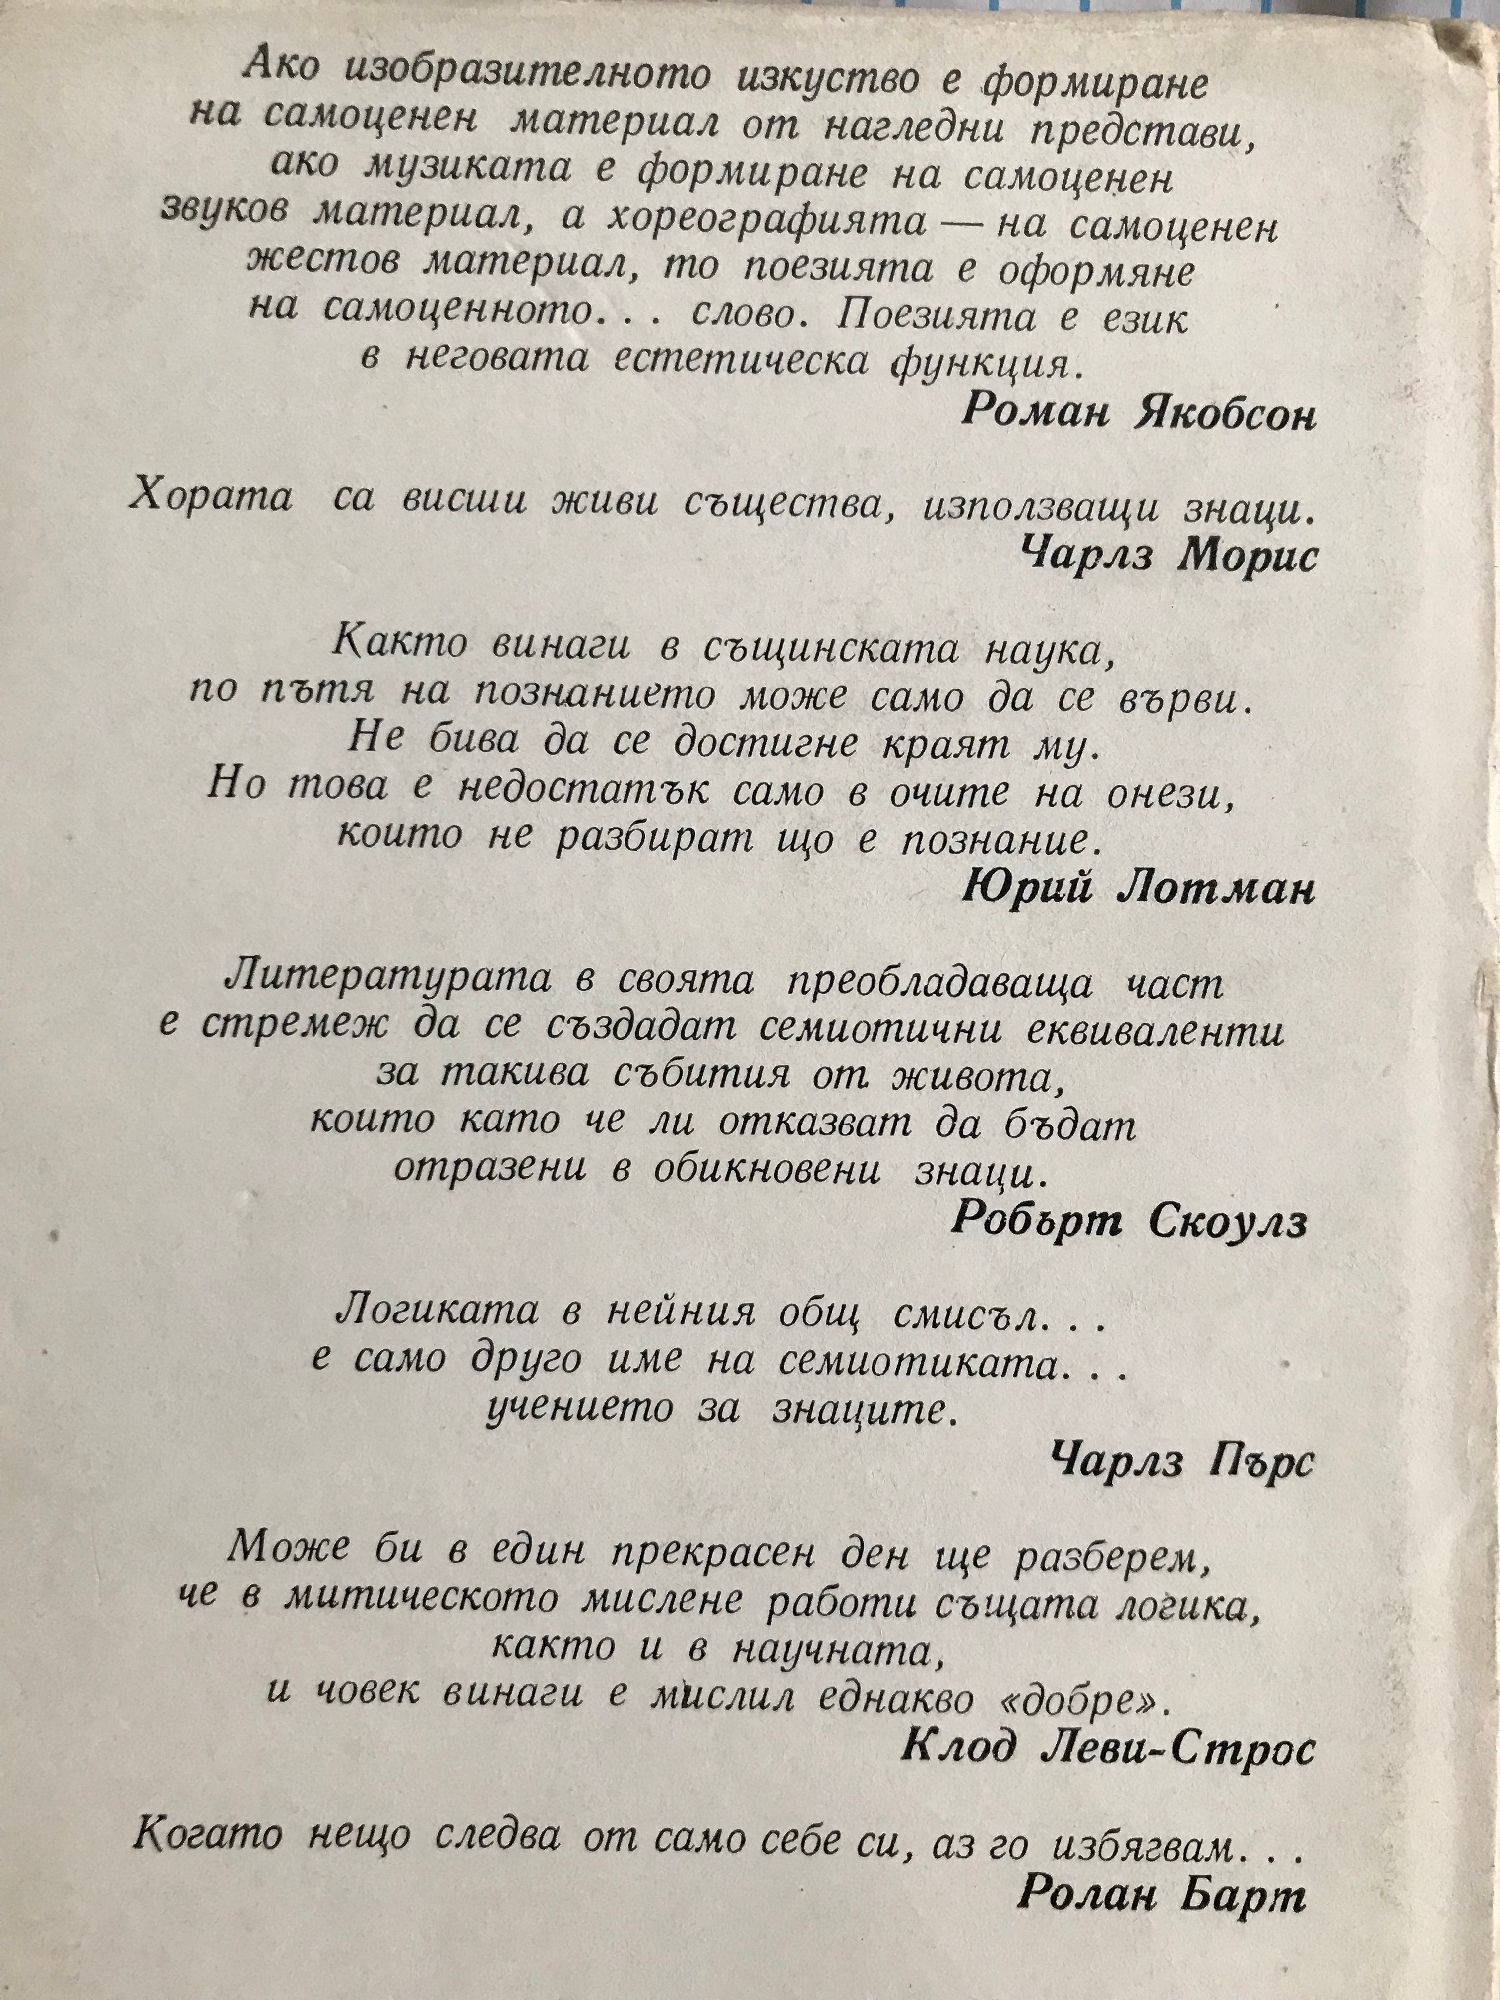 Ако изобразителното изкуство е формиране
на самоценен материал от нагледни представи,
ако музиката е формиране на самоценен
звуков материал, а хореографията — на самоценен
жестов материал, то поезията е оформяне
на самоценното. . . слово. Поезията е език
в неговата естетическа функция.
Роман Якобсон
Хората са висши живи същества, използващи знаци.
Чарлз Морис
Както винаги в същинската наука,
по пътя на познанието може само да се върви.
Не бива да се достигне краят му.
Но това е недостатък само в очите на онези,
които не разбират що е познание.
Юрий Лотман
Литературата в своята преобладаваща част
е стремеж да се създадат семиотични еквиваленти
за такива събития от живота,
които като че ли отказват да бъдат
отразени в обикновени знаци.
Робърт Скоулз
Логиката в нейния общ смисъл. . .
е само друго име на семиотиката. . .
учението за знаците.
Чарлз Пърс
Може би в един прекрасен ден ще разберем,
че в митическото мислене работи същата логика,
както и в научната,
и човек винаги е мислил еднакво «добре».
Клод Леви-Строс
Когато нещо следва от само себе си, аз го избягвам. . .
Ролан Барт